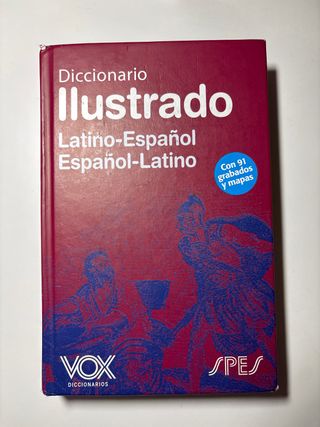 Diccionario
Ilustrado
Latino-Español
Español-Latino
Con 91
grabados
y mapas
VOX
DICCIONARIOS
SPES